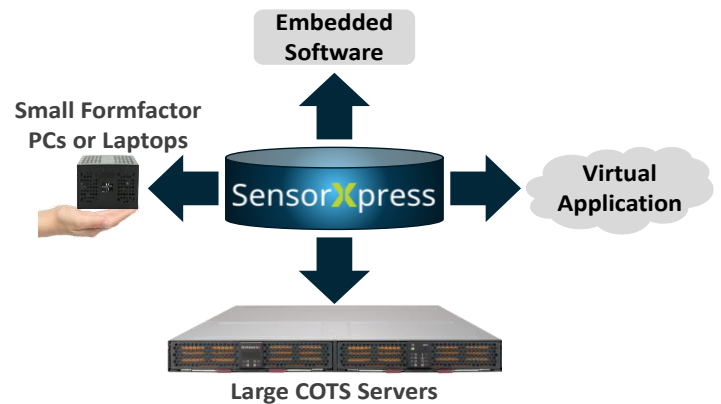 Embedded
Software
Small Formfactor
PCs or Laptops
SensorXpress
Virtual
Application
Large COTS Servers